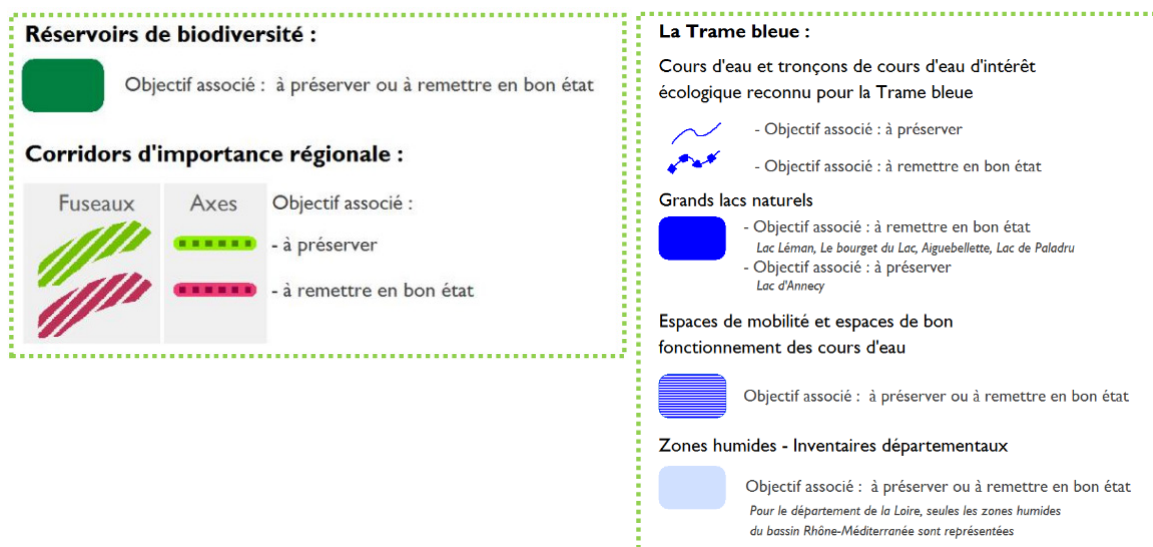 Réservoirs de biodiversité :
Objectif associé : à préserver ou à remettre en bon état
Corridors d'importance régionale :
Fuseaux
Axes
Objectif associé :
- à préserver
- à remettre en bon état
La Trame bleue :
Cours d'eau et tronçons de cours d'eau d'intérêt
écologique reconnu pour la Trame bleue
- Objectif associé : à préserver
- Objectif associé : à remettre en bon état
Grands lacs naturels
- Objectif associé : à remettre en bon état
Lac Léman, Le bourget du Lac, Aiguebellette, Lac de Paladru
- Objectif associé : à préserver
Lac d'Annecy
Espaces de mobilité et espaces de bon
fonctionnement des cours d'eau
Objectif associé : à préserver ou à remettre en bon état
Zones humides - Inventaires départementaux
Objectif associé : à préserver ou à remettre en bon état
Pour le département de la Loire, seules les zones humides
du bassin Rhône-Méditerranée sont représentées